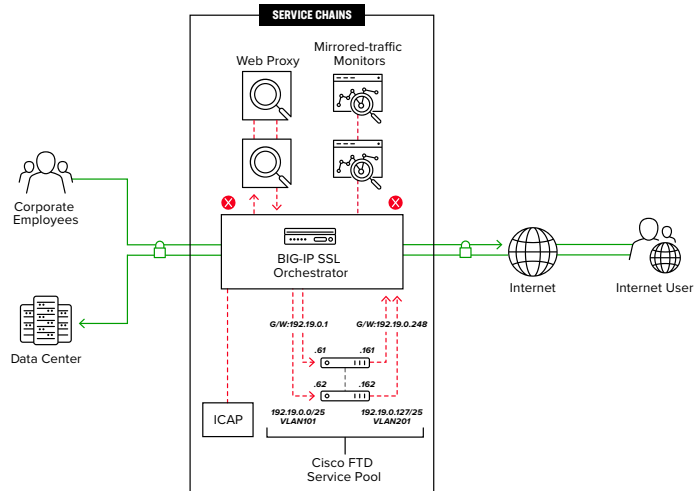 SERVICE CHAINS
Web Proxy
Mirrored-traffic
Monitors
Corporate
Employees
X
X
BIG-IP SSL
Orchestrator
Internet
Internet User
Data Center
G/W:192.19.0.1
G/W:192.19.0.248
.61
.161
.62
.162
ICAP
192.19.0.0/25
VLAN101
192.19.0.127/25
VLAN201
Cisco FTD
Service Pool